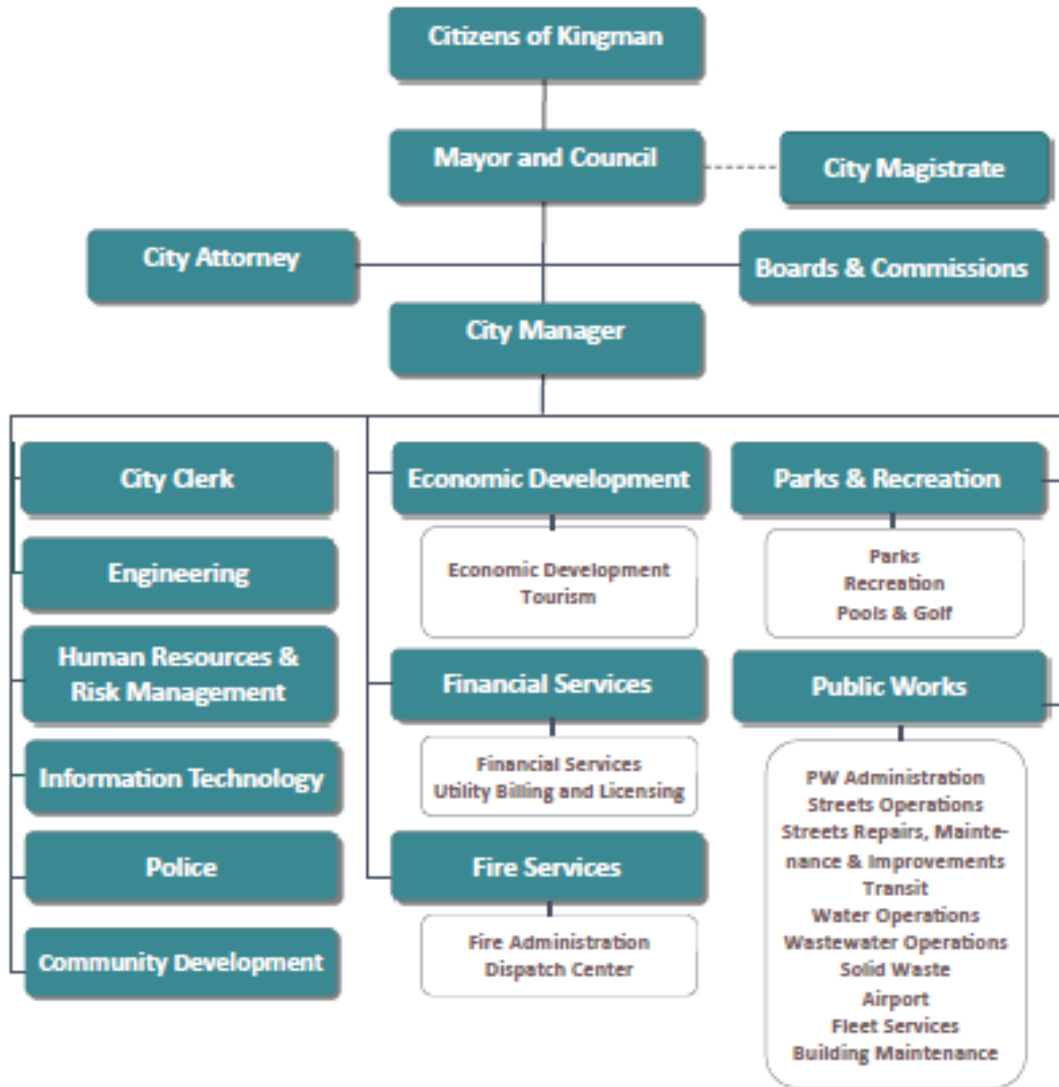 Citizens of Kingman
Mayor and Council
City Magistrate
City Attorney
Boards & Commissions
City Manager
City Clerk
Engineering
Human Resources &
Risk Management
Information Technology
Police
Community Development
Economic Development
Economic Development
Tourism
Financial Services
Financial Services
Utility Billing and Licensing
Fire Services
Fire Administration
Dispatch Center
Parks & Recreation
Parks
Recreation
Pools & Golf
Public Works
PW Administration
Streets Operations
Streets Repairs, Mainte-
nance & Improvements
Transit
Water Operations
Wastewater Operations
Solid Waste
Airport
Fleet Services
Building Maintenance